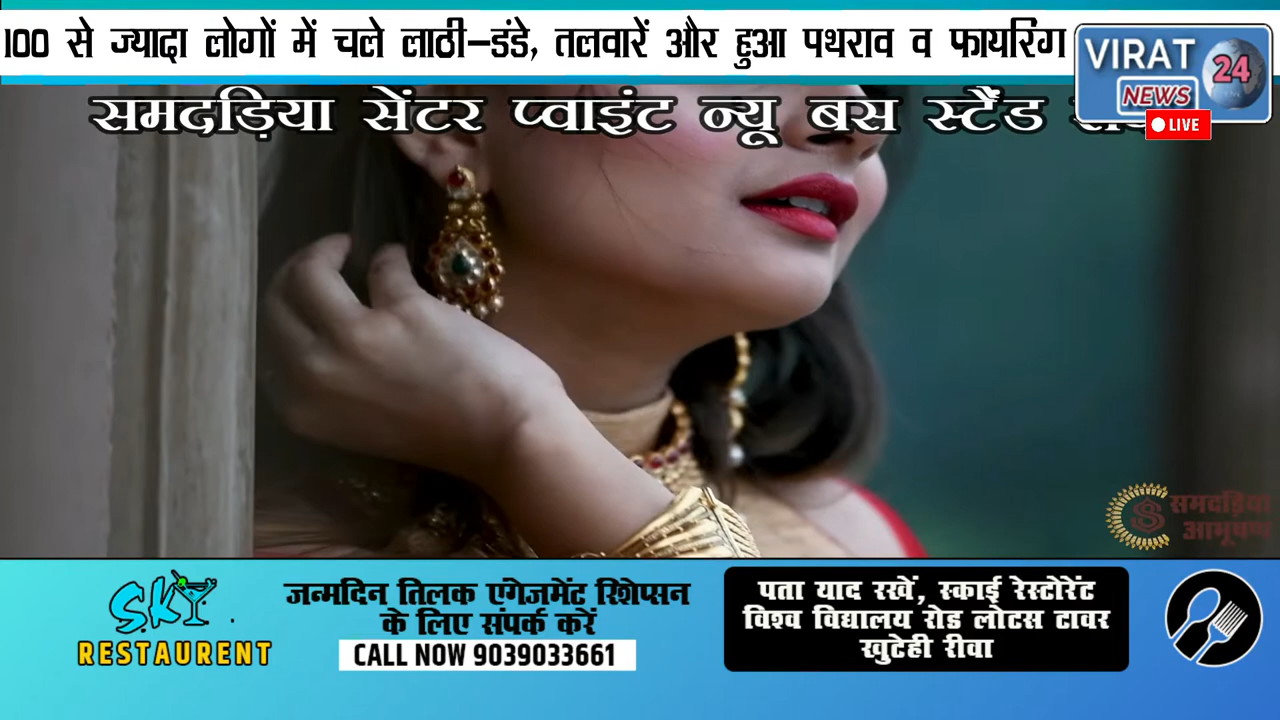 100 से ज्यादा लोगों में चले लाठी-डंडे, तलवारें और हुआ पथराव व फायरिंग
VIRAT
24
NEWS
LIVE
समदड़िया सेंटर प्वाइंट न्यू बस स्टैंड
समदड़िया
आभूषण
SKY
RESTAURENT
जन्मदिन तिलक एंगेजमेंट रिशेप्सन
के लिए संपर्क करें
CALL NOW 9039033661
पता याद रखें, स्काई रेस्टोरेंट
विश्व विद्यालय रोड लोटस टावर
खुटेही रीवा